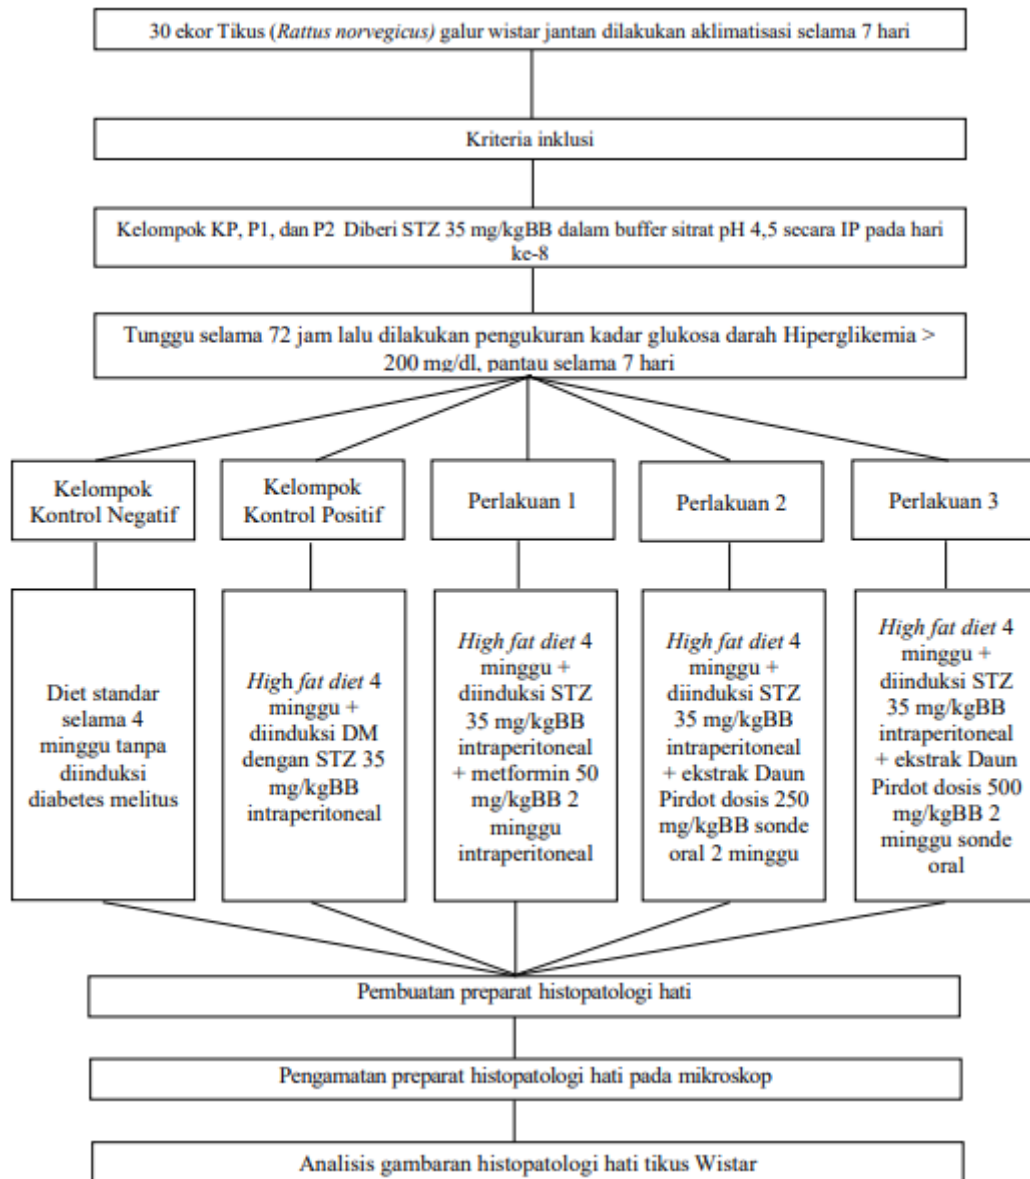 30 ekor Tikus (Rattus norvegicus) galur wistar jantan dilakukan aklimatisasi selama 7 hari
Kriteria inklusi
Kelompok KP, P1, dan P2 Diberi STZ 35 mg/kgBB dalam buffer sitrat pH 4,5 secara IP pada hari
ke-8
Tunggu selama 72 jam lalu dilakukan pengukuran kadar glukosa darah Hiperglikemia >
200 mg/dl, pantau selama 7 hari
Kelompok
Kontrol Negatif
Kelompok
Kontrol Positif
Perlakuan 1
Perlakuan 2
Perlakuan 3
Diet standar
selama 4
minggu tanpa
diinduksi
diabetes melitus
High fat diet 4
minggu +
diinduksi DM
dengan STZ 35
mg/kgBB
intraperitoneal
High fat diet 4
minggu +
diinduksi STZ
35 mg/kgBB
intraperitoneal
+ metformin 50
mg/kgBB 2
minggu
intraperitoneal
High fat diet 4
minggu +
diinduksi STZ
35 mg/kgBB
intraperitoneal
+ ekstrak Daun
Pirdot dosis 250
mg/kgBB sonde
oral 2 minggu
High fat diet 4
minggu +
diinduksi STZ
35 mg/kgBB
intraperitoneal
+ ekstrak Daun
Pirdot dosis 500
mg/kgBB 2
minggu sonde
oral
Pembuatan preparat histopatologi hati
Pengamatan preparat histopatologi hati pada mikroskop
Analisis gambaran histopatologi hati tikus Wistar